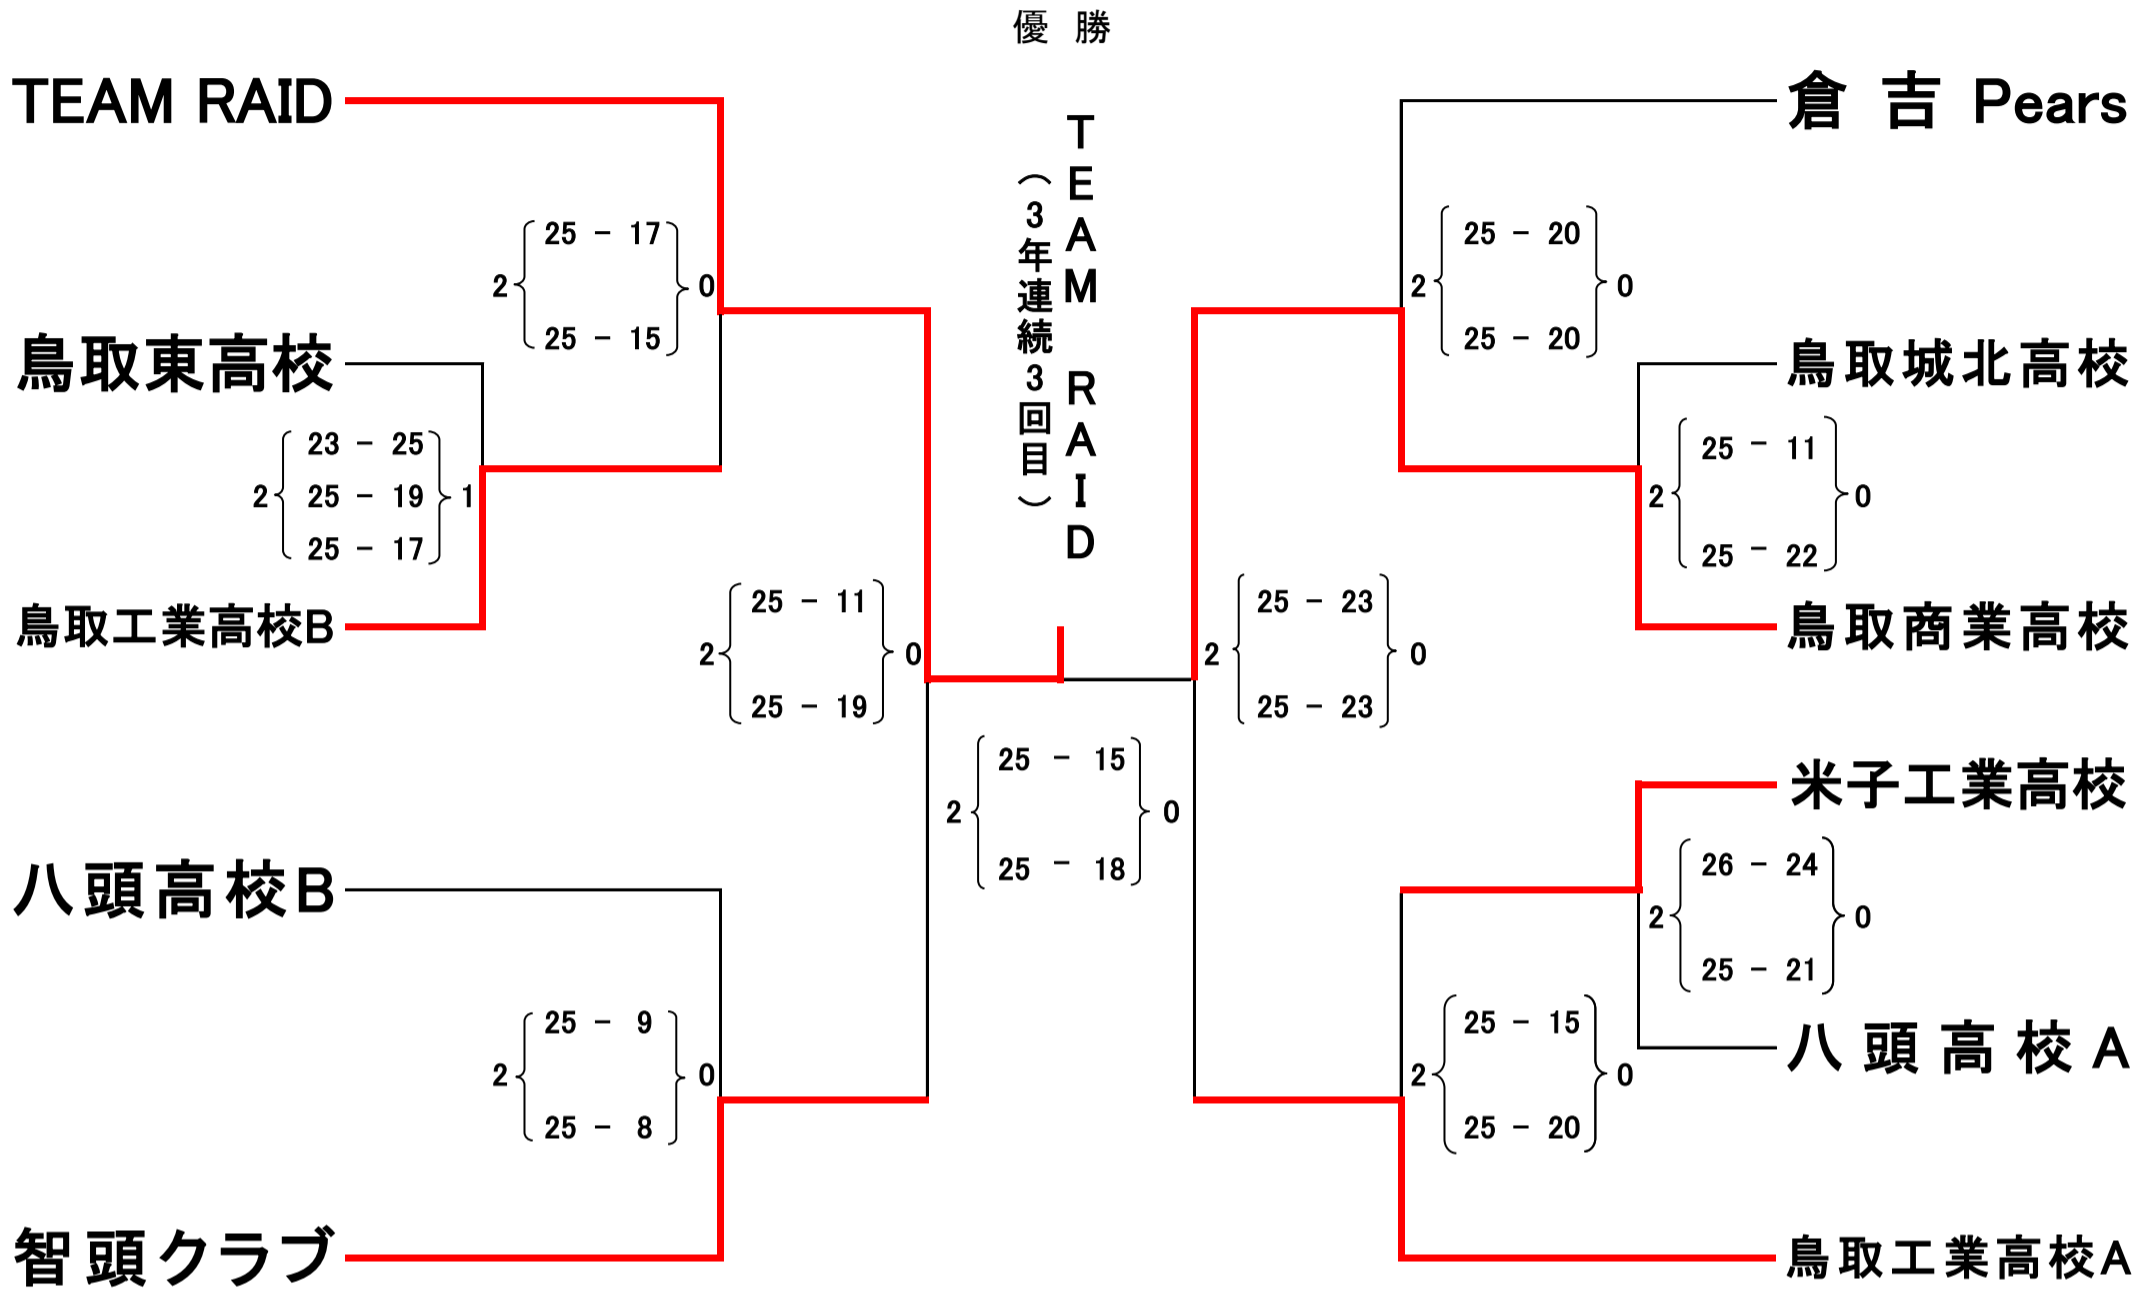 優 勝
TEAM RAID
(3年連続3回目)
TEAM RAID
鳥取東高校
鳥取工業高校B
八頭高校B
智頭クラブ
倉 吉 Pears
鳥取城北高校
鳥取商業高校
米子工業高校
八頭高校A
鳥取工業高校A
25 - 17
2 0
25 - 15
23 - 25
2 25 - 19 1
25 - 17
25 - 11
2 0
25 - 19
25 - 9
2 0
25 - 8
25 - 15
2 0
25 - 18
25 - 20
2 0
25 - 20
25 - 11
2 0
25 - 22
25 - 23
2 0
25 - 23
26 - 24
2 0
25 - 21
25 - 15
2 0
25 - 20